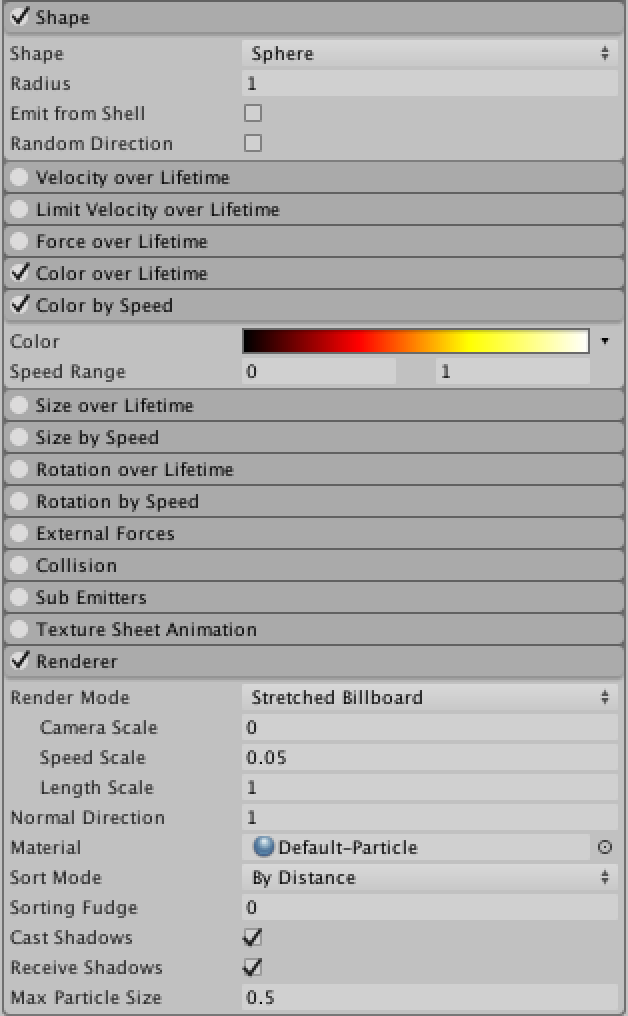 Shape
Shape Sphere
Radius 1
Emit from Shell
Random Direction
Velocity over Lifetime
Limit Velocity over Lifetime
Force over Lifetime
Color over Lifetime
Color by Speed
Color
Speed Range 0 1
Size over Lifetime
Size by Speed
Rotation over Lifetime
Rotation by Speed
External Forces
Collision
Sub Emitters
Texture Sheet Animation
Renderer
Render Mode Stretched Billboard
Camera Scale 0
Speed Scale 0.05
Length Scale 1
Normal Direction 1
Material Default-Particle
Sort Mode By Distance
Sorting Fudge 0
Cast Shadows
Receive Shadows
Max Particle Size 0.5